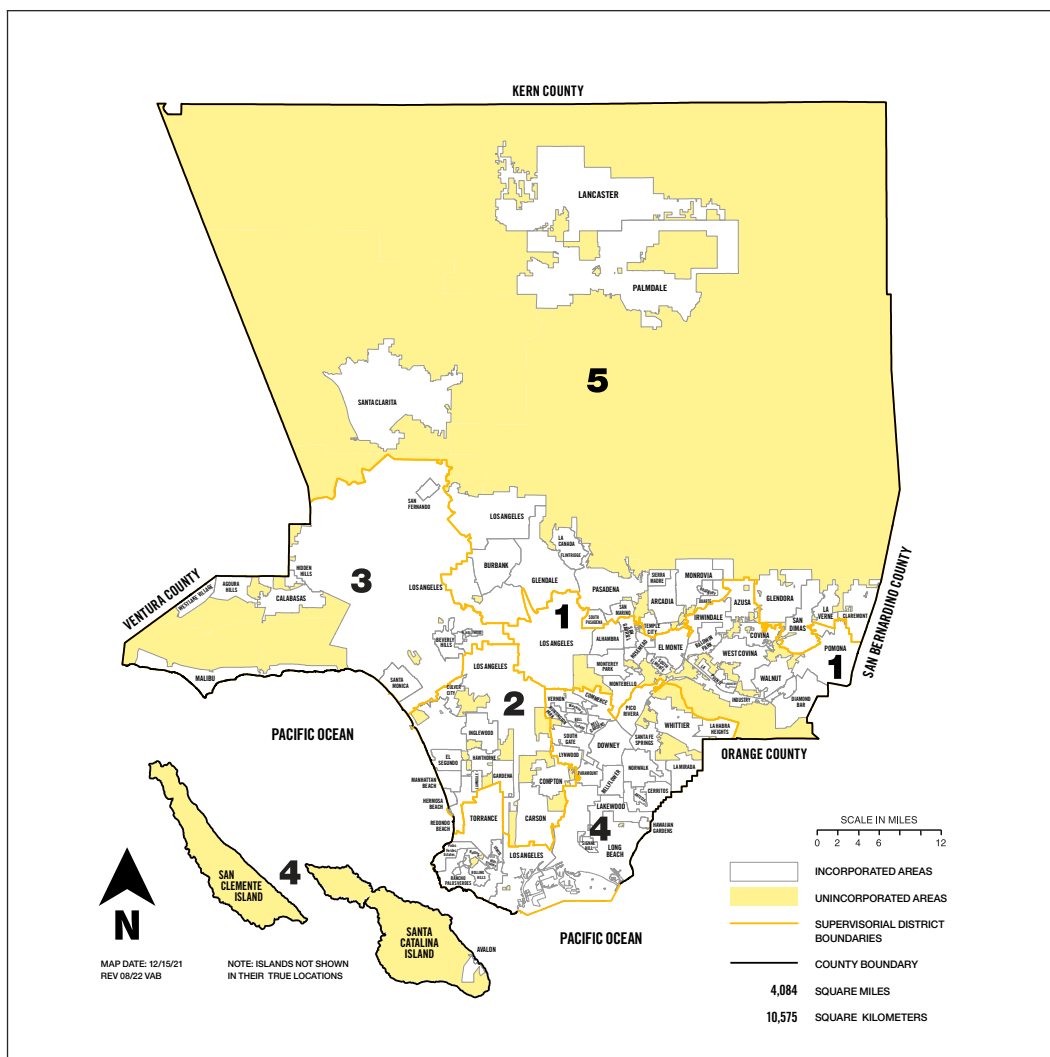 KERN COUNTY
LANCASTER
PALMDALE
5
SANTA CLARITA
SAN
FERNANDO
LOS ANGELES
LA
CANADA
FLINTRIDGE
BURBANK
GLENDALE
PASADENA
SIERRA
MADRE
MONROVIA
ARCADIA
DUARTE
AZUSA
GLENDORA
LA
VERNE
CLAREMONT
SAN
DIMAS
IRWINDALE
SAN
MARINO
SOUTH
PASADENA
TEMPLE
CITY
HIDDEN
HILLS
3
LOS ANGELES
VENTURA COUNTY
WESTLAKE VILLAGE
AGOURA
HILLS
CALABASAS
MALIBU
1
LOS ANGELES
ALHAMBRA
ROSEMEAD
EL MONTE
BALDWIN
PARK
COVINA
WEST COVINA
POMONA
1
SAN BERNARDINO COUNTY
MONTEREY
PARK
MONTEBELLO
WALNUT
INDUSTRY
DIAMOND
BAR
BEVERLY
HILLS
LOS ANGELES
SANTA
MONICA
CULVER
CITY
2
VERNON
COMMERCE
PICO
RIVERA
WHITTIER
LA HABRA
HEIGHTS
SANTA FE
SPRINGS
SOUTH
GATE
DOWNEY
LYNWOOD
INGLEWOOD
EL
SEGUNDO
HAWTHORNE
GARDENA
COMPTON
PARAMOUNT
BELLFLOWER
NORWALK
LA MIRADA
CERRITOS
MANHATTAN
BEACH
HERMOSA
BEACH
REDONDO
BEACH
TORRANCE
CARSON
LAKEWOOD
4
HAWAIIAN
GARDENS
SIGNAL HILL
LONG
BEACH
LOS ANGELES
ROLLING
HILLS
RANCHO
PALOS VERDES
PACIFIC OCEAN
ORANGE COUNTY
PACIFIC OCEAN
SAN
CLEMENTE
ISLAND
4
SANTA
CATALINA
ISLAND
AVALON
N
MAP DATE: 12/15/21
REV 08/22 VAB
NOTE: ISLANDS NOT SHOWN
IN THEIR TRUE LOCATIONS
SCALE IN MILES
0 2 4 6 8 12
INCORPORATED AREAS
UNINCORPORATED AREAS
SUPERVISORIAL DISTRICT
BOUNDARIES
COUNTY BOUNDARY
4,084 SQUARE MILES
10,575 SQUARE KILOMETERS